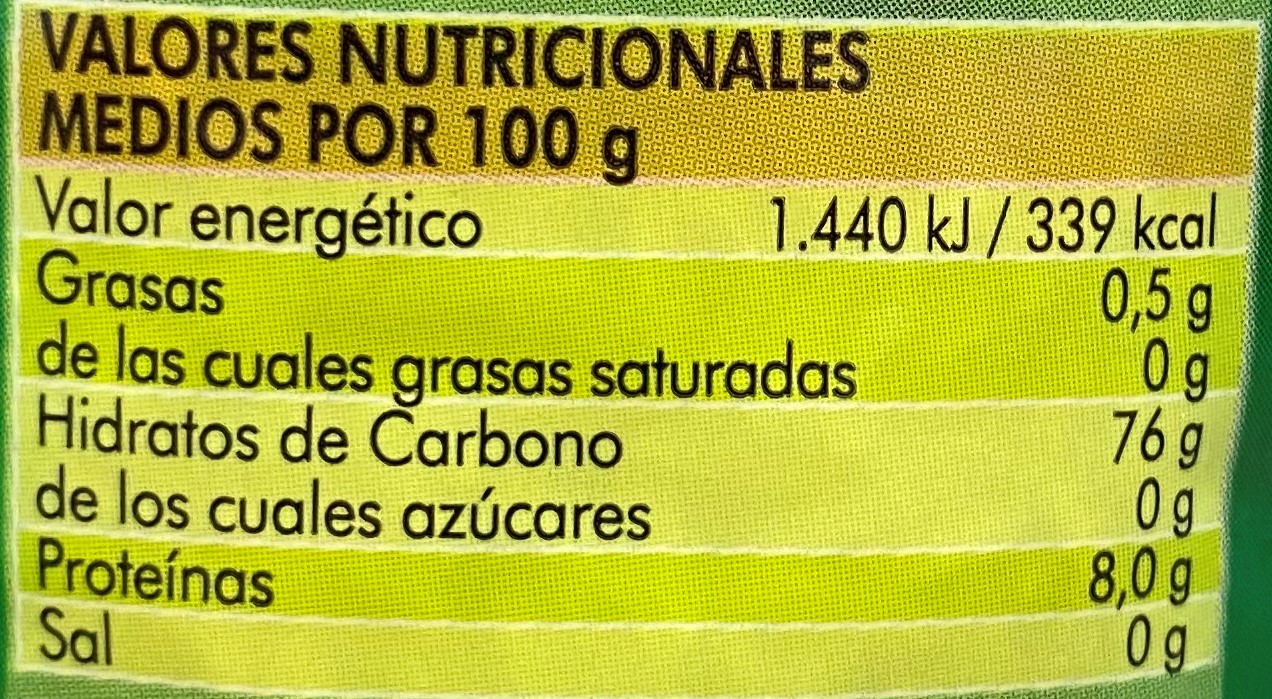 VALORES NUTRICIONALES
MEDIOS POR 100 g
Valor energético 1.440 kJ / 339 kcal
Grasas 0,5 g
de las cuales grasas saturadas 0 g
Hidratos de Carbono 76 g
de los cuales azúcares 0 g
Proteínas 8,0 g
Sal 0 g